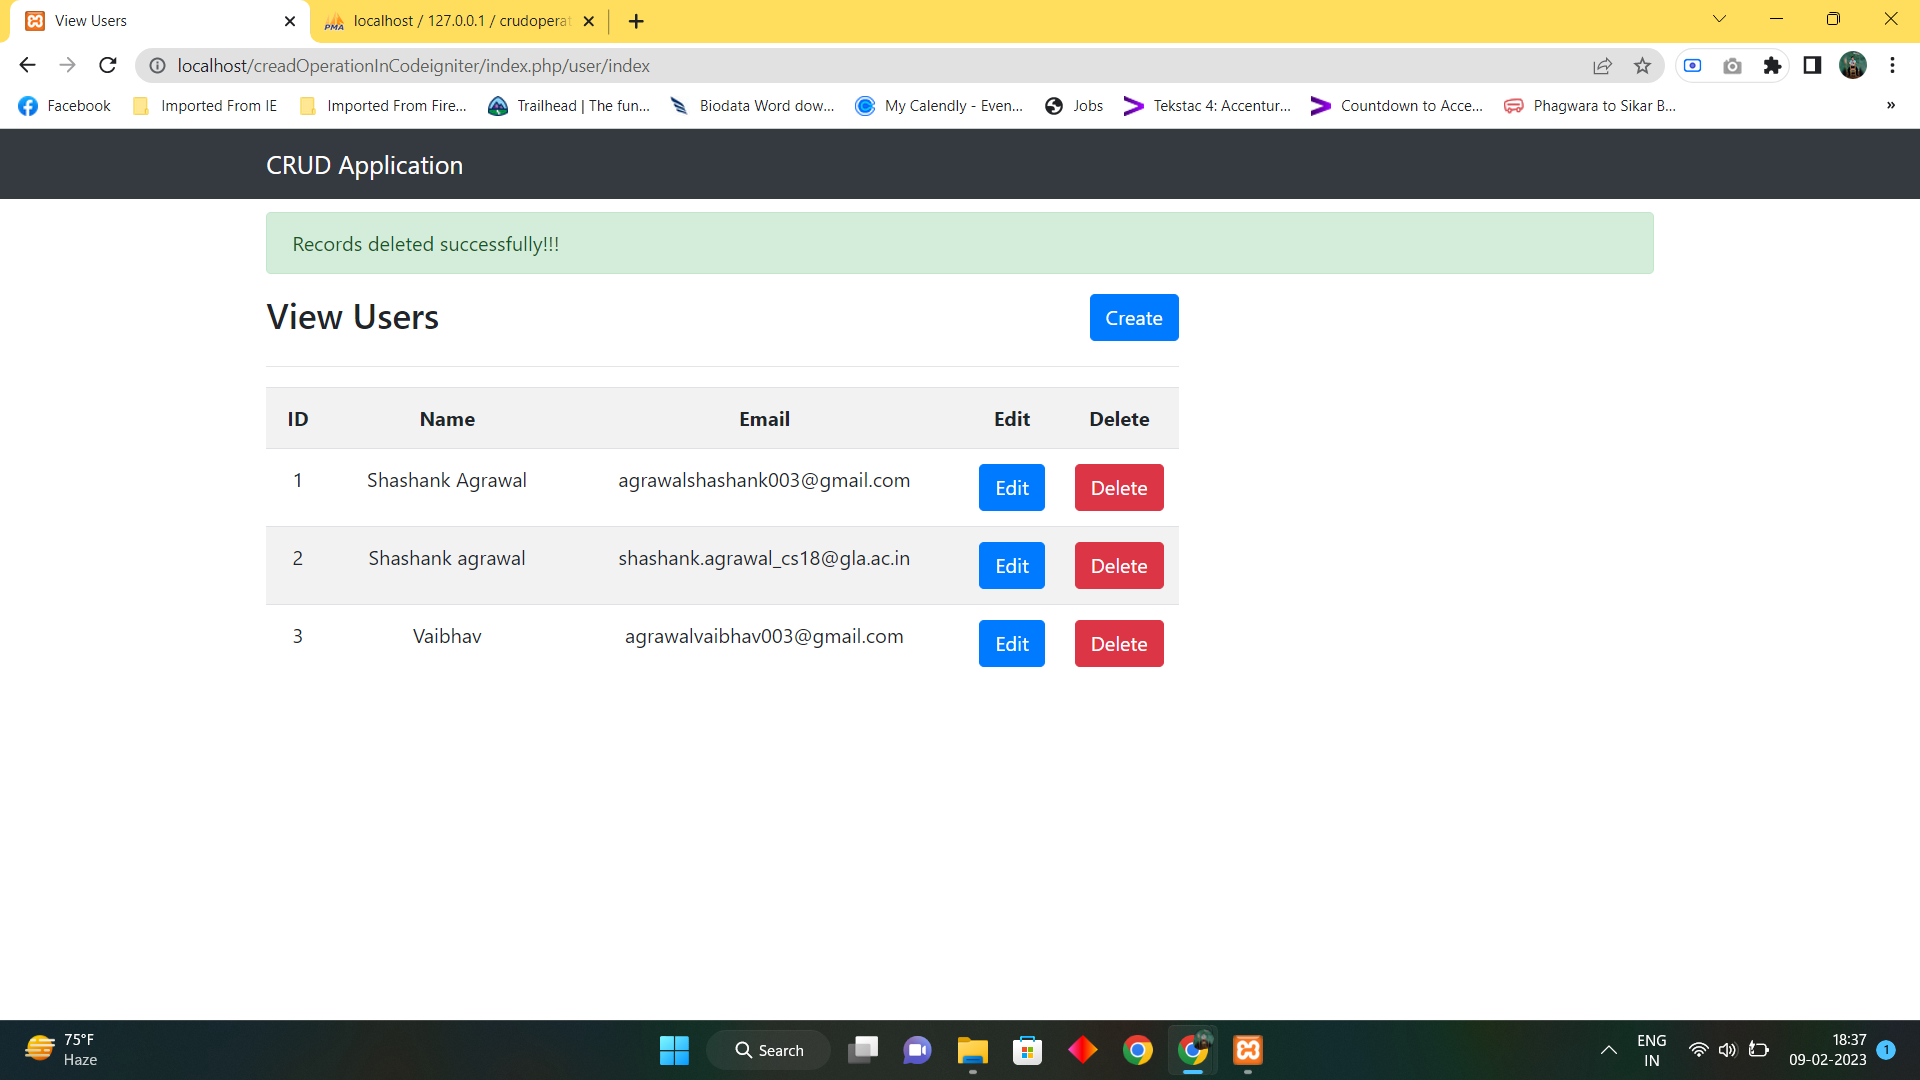 View Users
localhost / 127.0.0.1 / crudoperat
localhost/creadOperationInCodeigniter/index.php/user/index
Facebook Imported From IE Imported From Fire... Trailhead | The fun... Biodata Word dow... My Calendly - Even... Jobs Tekstac 4: Accentur... Countdown to Acce... Phagwara to Sikar B... »
CRUD Application
Records deleted successfully!!!
View Users Create
ID Name Email Edit Delete
1 Shashank Agrawal agrawalshashank003@gmail.com Edit Delete
2 Shashank agrawal shashank.agrawal_cs18@gla.ac.in Edit Delete
3 Vaibhav agrawalvaibhav003@gmail.com Edit Delete
75°F
Haze
Search
ENG
IN
18:37
09-02-2023
1